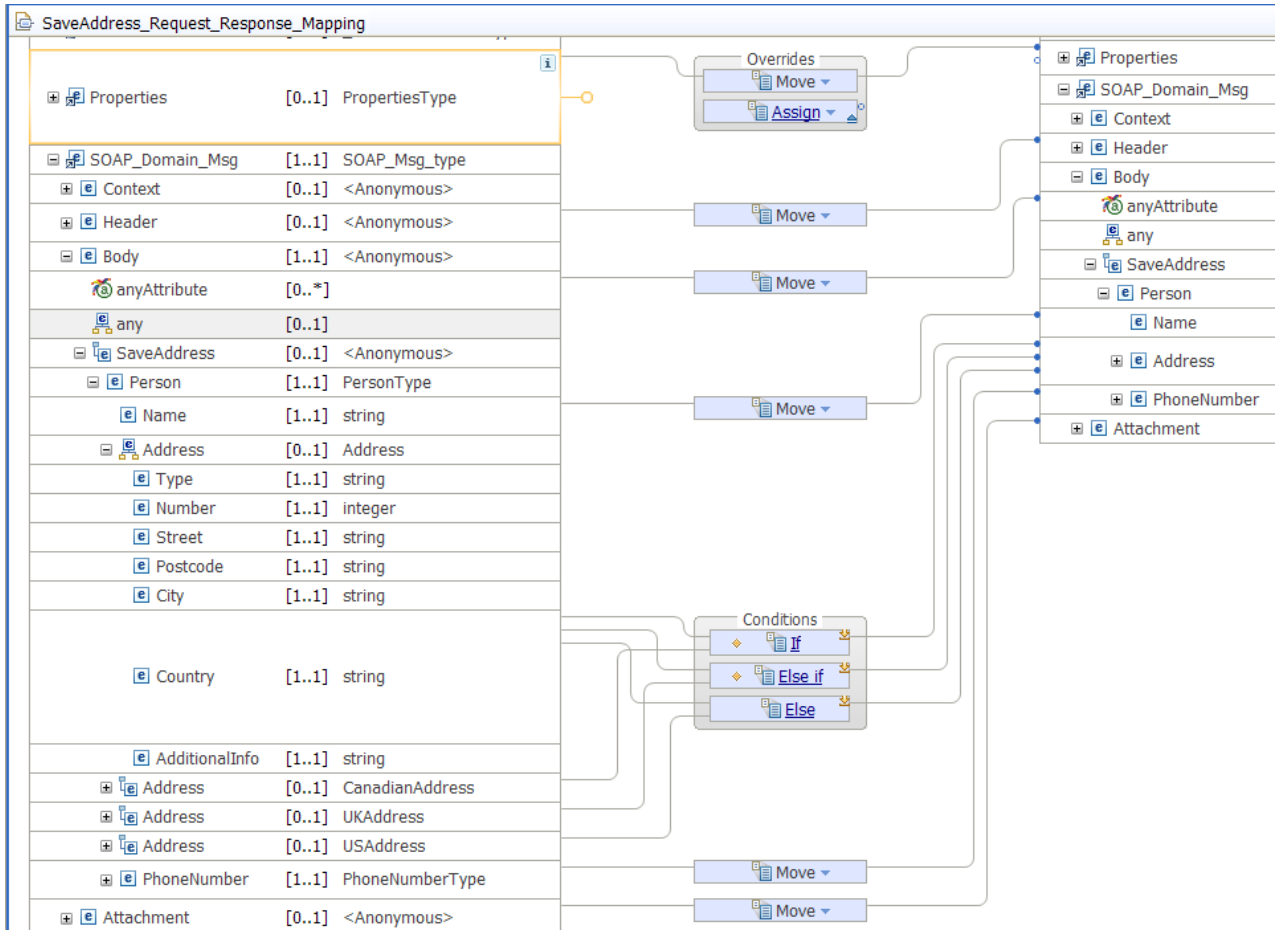 SaveAddress_Request_Response_Mapping
Properties [0..1] PropertiesType
SOAP_Domain_Msg [1..1] SOAP_Msg_type
Context [0..1] <Anonymous>
Header [0..1] <Anonymous>
Body [1..1] <Anonymous>
anyAttribute [0..*]
any [0..1]
SaveAddress [0..1] <Anonymous>
Person [1..1] PersonType
Name [1..1] string
Address [0..1] Address
Type [1..1] string
Number [1..1] integer
Street [1..1] string
Postcode [1..1] string
City [1..1] string
Country [1..1] string
AdditionalInfo [1..1] string
Address [0..1] CanadianAddress
Address [0..1] UKAddress
Address [0..1] USAddress
PhoneNumber [1..1] PhoneNumberType
Attachment [0..1] <Anonymous>
Overrides
Move
Assign
Move
Move
Move
Conditions
If
Else if
Else
Move
Move
Properties
SOAP_Domain_Msg
Context
Header
Body
anyAttribute
any
SaveAddress
Person
Name
Address
PhoneNumber
Attachment